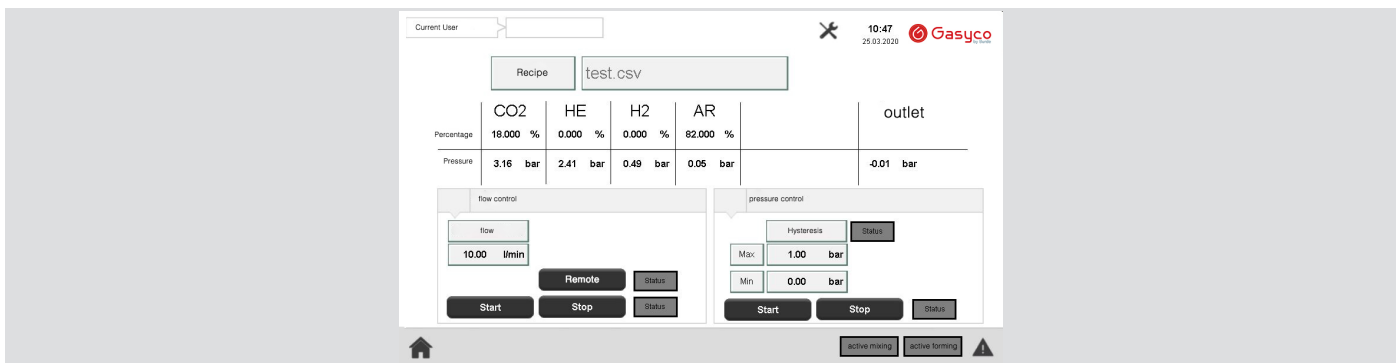 Current User
10:47
25.03.2020
Gasyco
Recipe
test.csv
CO2 HE H2 AR outlet
Percentage 18.000 % 0.000 % 0.000 % 82.000 %
Pressure 3.16 bar 2.41 bar 0.49 bar 0.05 bar -0.01 bar
flow control
flow
10.00 l/min
Remote Status
Start Stop Status
pressure control
Hysteresis Status
Max 1.00 bar
Min 0.00 bar
Start Stop Status
active mixing active forming